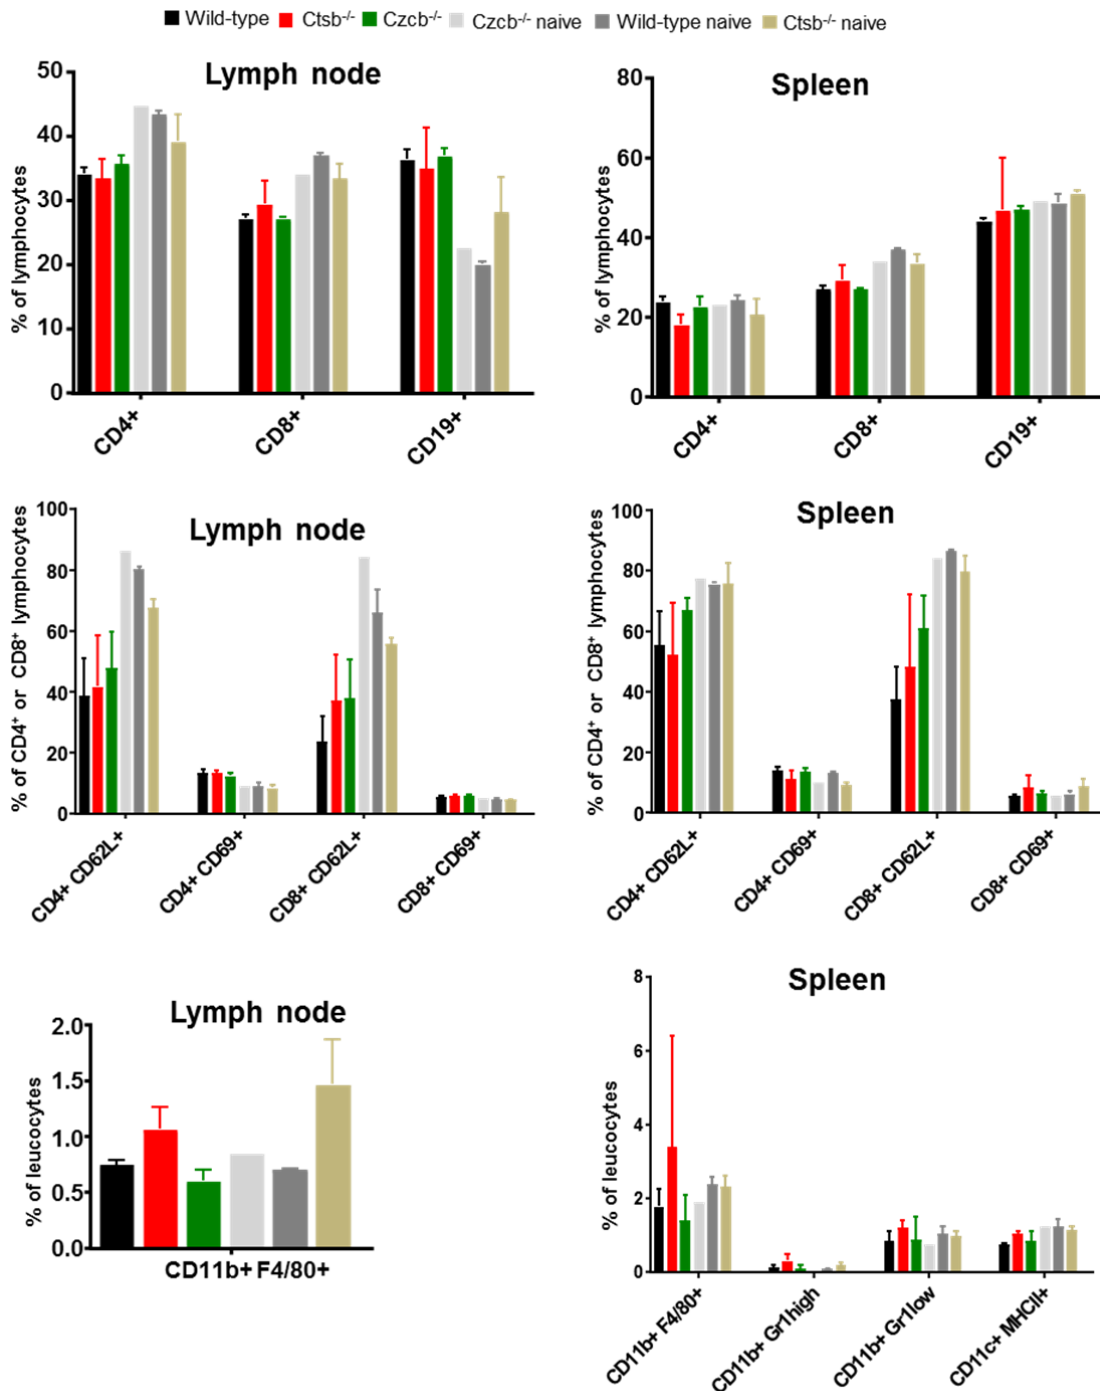 Wild-type Ctsb-/- Czcb-/- Czcb-/- naive Wild-type naive Ctsb-/- naive
Lymph node
% of lymphocytes
50
40
30
20
10
0
CD4+ CD8+ CD19+
Spleen
% of lymphocytes
80
60
40
20
0
CD4+ CD8+ CD19+
Lymph node
% of CD4+ or CD8+ lymphocytes
100
80
60
40
20
0
CD4+ CD62L+ CD4+ CD69+ CD8+ CD62L+ CD8+ CD69+
Spleen
% of CD4+ or CD8+ lymphocytes
100
80
60
40
20
0
CD4+ CD62L+ CD4+ CD69+ CD8+ CD62L+ CD8+ CD69+
Lymph node
% of leucocytes
2.0
1.5
1.0
0.5
0.0
CD11b+ F4/80+
Spleen
% of leucocytes
8
6
4
2
0
CD11b+ F4/80+ CD11b+ Gr1high CD11b+ Gr1low CD11c+ MHCII+